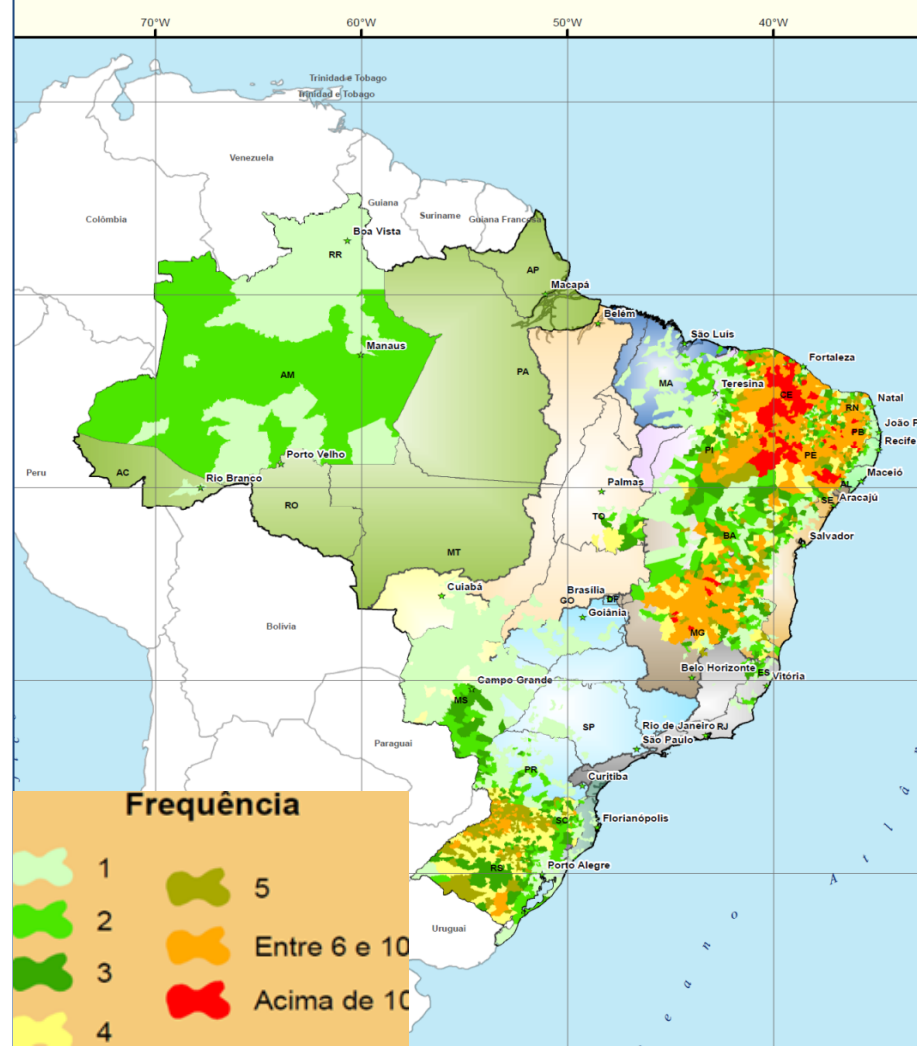 70°W
60°W
50°W
40°W
Trinidad e Tobago
Trinidad e Tobago
Venezuela
Guiana
Suriname
Guiana Francesa
Colômbia
Boa Vista
RR
AP
Macapá
Belém
São Luis
Fortaleza
Manaus
AM
PA
MA
Teresina
CE
RN
Natal
João P
PB
Recife
PI
PE
Maceió
AL
Peru
AC
Porto Velho
Rio Branco
RO
Palmas
TO
SE
Aracajú
BA
Salvador
MT
Cuiabá
Brasília
GO
DF
Goiânia
Bolívia
MG
Belo Horizonte
ES
Vitória
Campo Grande
MS
SP
Rio de Janeiro
RJ
São Paulo
Paraguai
PR
Curitiba
SC
Florianópolis
RS
Porto Alegre
Uruguai
e a n o A t l â n
Frequência
1
2
3
4
5
Entre 6 e 10
Acima de 10